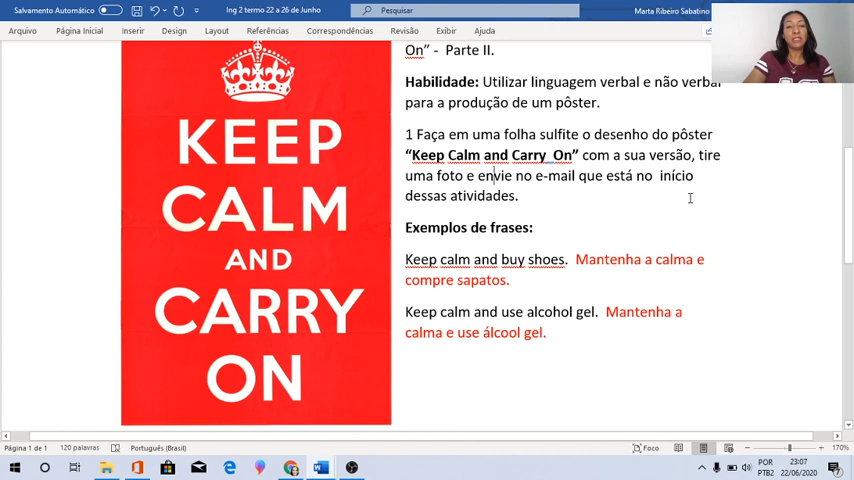 Salvamento Automático
Ing 2 termo 22 a 26 de Junho
Pesquisar
Marta Ribeiro Sabatino
Arquivo Página Inicial Inserir Design Layout Referências Correspondências Revisão Exibir Ajuda
KEEP
CALM
AND
CARRY
ON
On” - Parte II.
Habilidade: Utilizar linguagem verbal e não verbal
para a produção de um pôster.
1 Faça em uma folha sulfite o desenho do pôster
“Keep Calm and Carry On” com a sua versão, tire
uma foto e envie no e-mail que está no início
dessas atividades.
Exemplos de frases:
Keep calm and buy shoes. Mantenha a calma e
compre sapatos.
Keep calm and use alcohol gel. Mantenha a
calma e use álcool gel.
Página 1 de 1 120 palavras Português (Brasil) Foco 170%
POR 23:07
PTB2 22/06/2020